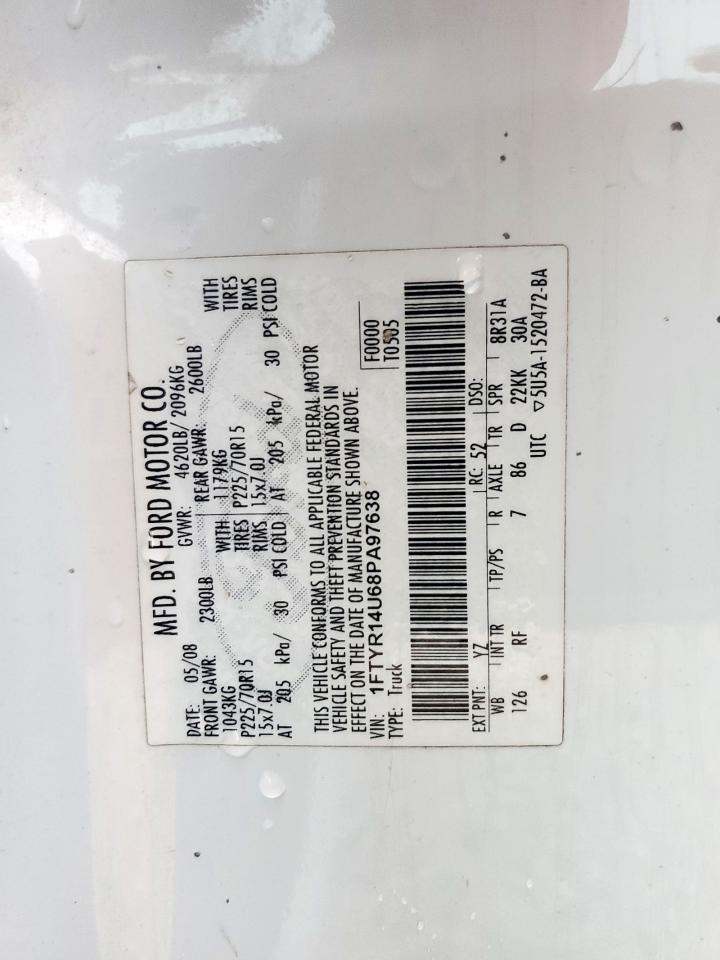 MFD. BY FORD MOTOR CO.
DATE: 05/08 GVWR: 4620LB/ 2096KG
FRONT GAWR: 2300LB REAR GAWR: 2600LB
1043KG WITH 1179KG WITH
P225/70R15 TIRES P225/70R15 TIRES
15x7.0J RIMS 15x7.0J RIMS
AT 205 kPa/ 30 PSI COLD AT 205 kPa/ 30 PSI COLD
THIS VEHICLE CONFORMS TO ALL APPLICABLE FEDERAL MOTOR
VEHICLE SAFETY AND THEFT PREVENTION STANDARDS IN
EFFECT ON THE DATE OF MANUFACTURE SHOWN ABOVE.
VIN: 1FTYR14U68PA97638 F0000
TYPE: Truck T0505
EXT PNT: YZ RC: 52 DSO:
WB INT TR TP/PS R AXLE TR SPR 8R31A
126 RF 7 86 D 22KK 30A
UTC ▽5U5A-1520472-BA